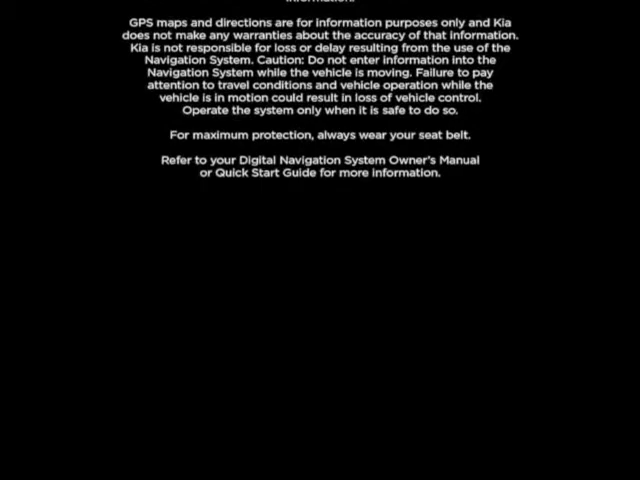 information.
GPS maps and directions are for information purposes only and Kia
does not make any warranties about the accuracy of that information.
Kia is not responsible for loss or delay resulting from the use of the
Navigation System. Caution: Do not enter information into the
Navigation System while the vehicle is moving. Failure to pay
attention to travel conditions and vehicle operation while the
vehicle is in motion could result in loss of vehicle control.
Operate the system only when it is safe to do so.
For maximum protection, always wear your seat belt.
Refer to your Digital Navigation System Owner's Manual
or Quick Start Guide for more information.